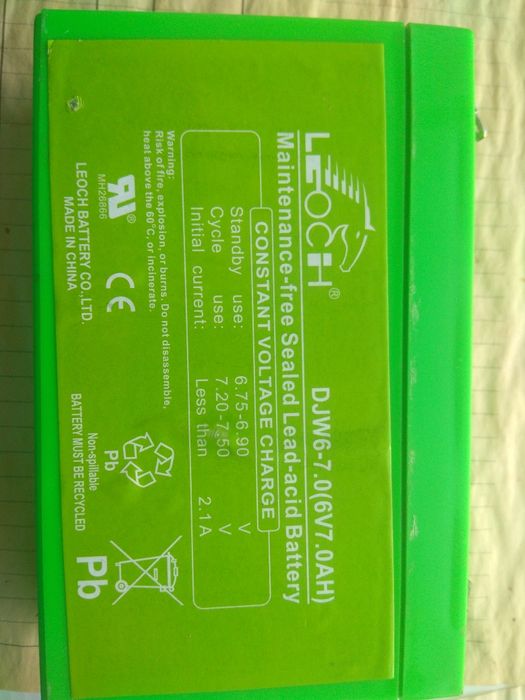 LEOCH® DJW6-7.0(6V7.0AH)
Maintenance-free Sealed Lead-acid Battery
CONSTANT VOLTAGE CHARGE
Standby use: 6.75-6.90 V
Cycle use: 7.20-7.50 V
Initial current: Less than 2.1A
Warning:
Risk of fire, explosion, or burns. Do not disassemble,
heat above the 60°C, or incinerate.
MH26866
LEOCH BATTERY CO.,LTD.
MADE IN CHINA
CE
Pb
Non-spillable
BATTERY MUST BE RECYCLED
Pb